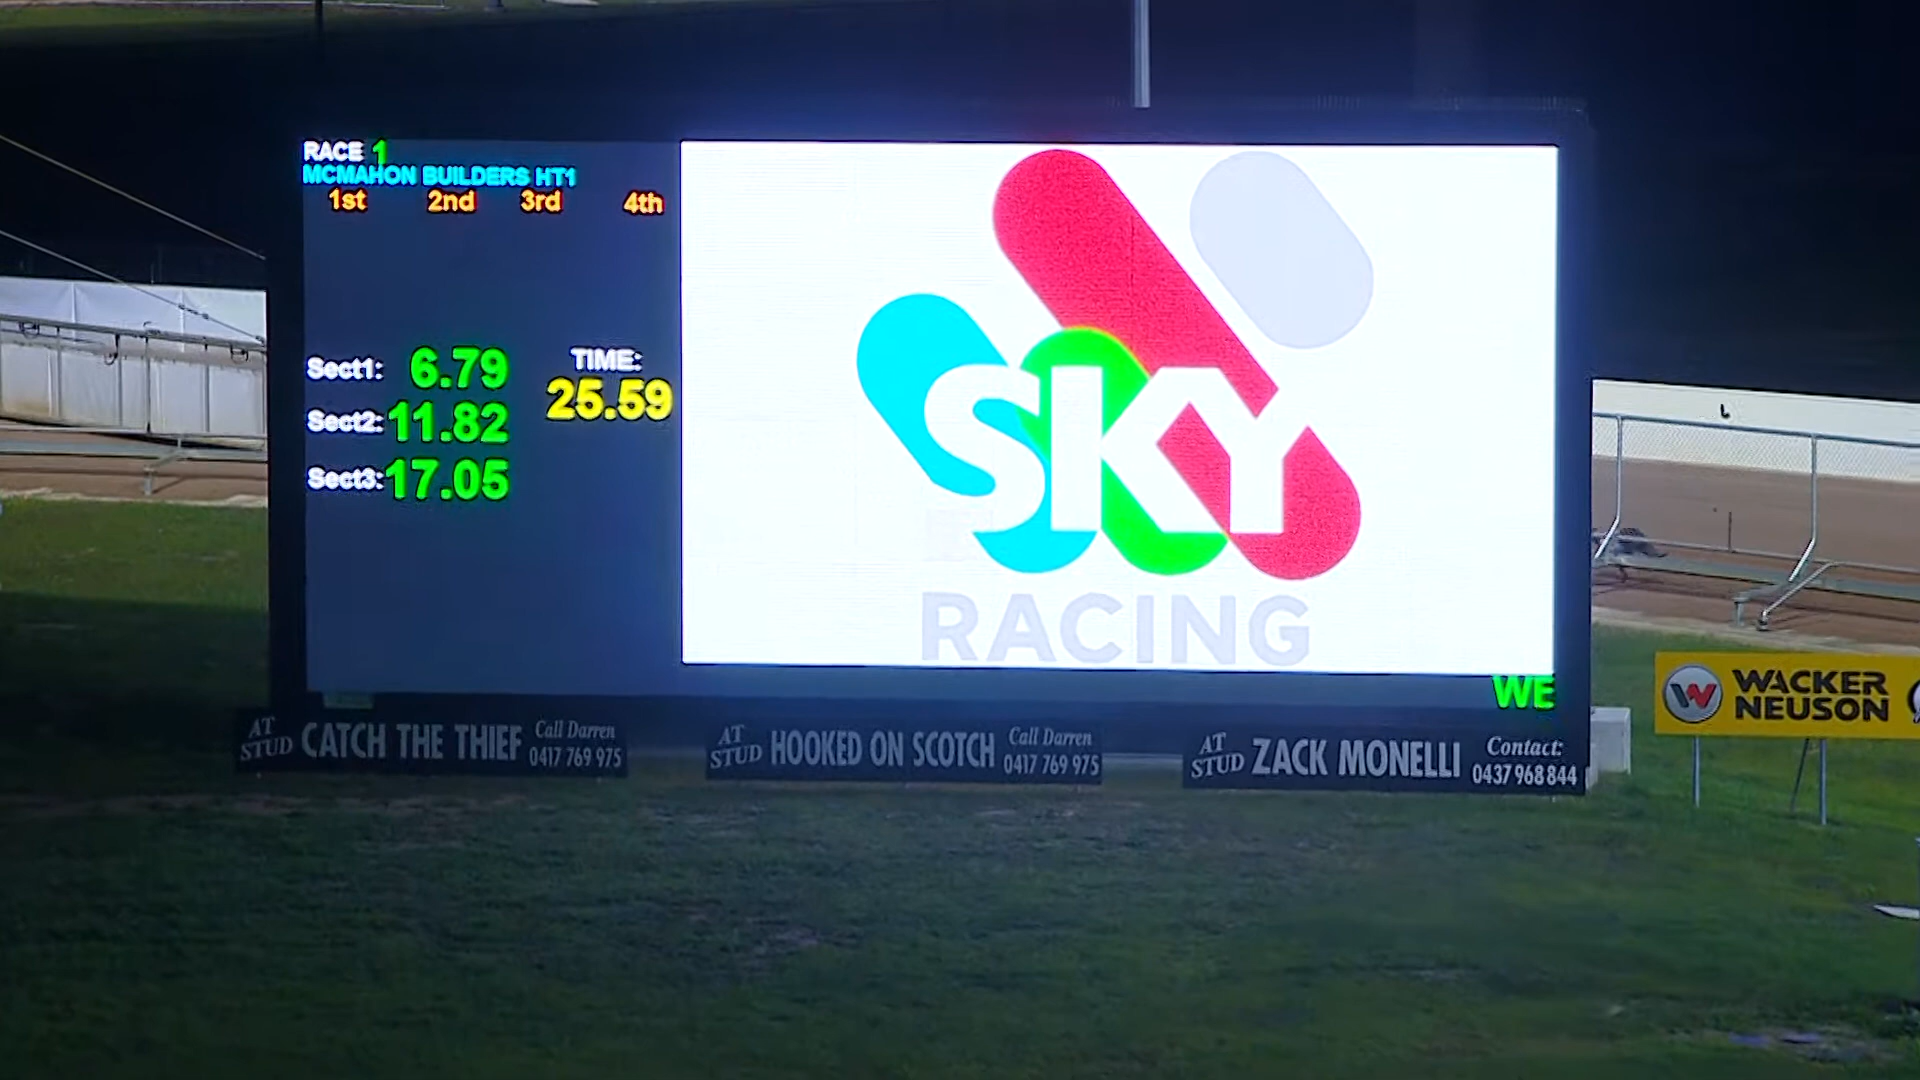 RACE 1
MCMAHON BUILDERS HT1
1st 2nd 3rd 4th
Sect1: 6.79
Sect2: 11.82
Sect3: 17.05
TIME:
25.59
SKY
RACING
WE
AT STUD CATCH THE THIEF Call Darren 0417 769 975
AT STUD HOOKED ON SCOTCH Call Darren 0417 769 975
AT STUD ZACK MONELLI Contact: 0437 968 844
WACKER
NEUSON